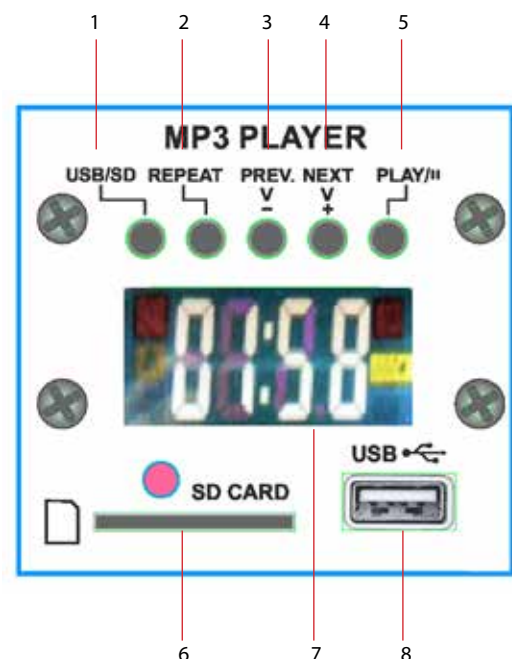 1 2 3 4 5
MP3 PLAYER
USB/SD REPEAT PREV. NEXT PLAY/II
V V
- +
01:58
USB
SD CARD
6 7 8